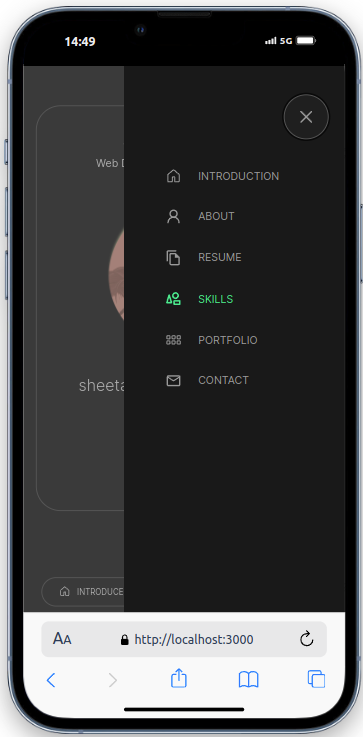 14:49
5G
Web D
INTRODUCTION
ABOUT
RESUME
SKILLS
sheeta
PORTFOLIO
CONTACT
INTRODUCE
AA
http://localhost:3000